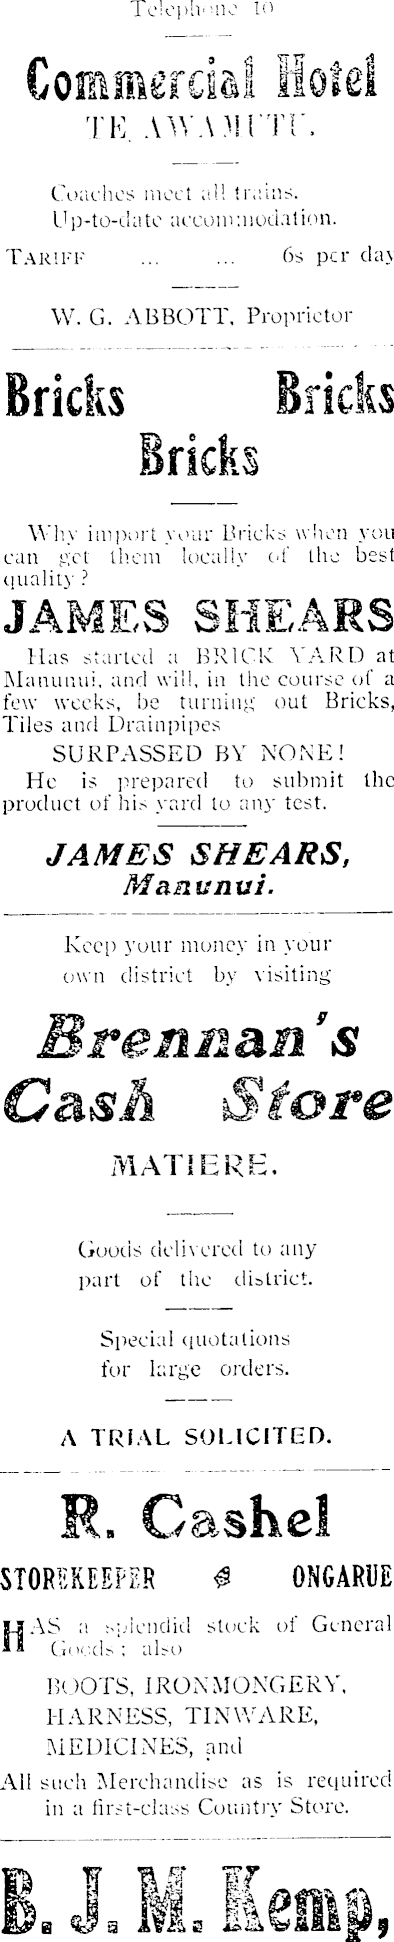 Telephone 10
Commercial Hotel
TE AWAMUTU.
Coaches meet all trains.
Up-to-date accommodation.
TARIFF ... ... 6s per day
W. G. ABBOTT, Proprietor
Bricks Bricks
Bricks
Why import your Bricks when you
can get them locally of the best
quality?
JAMES SHEARS
Has started a BRICK YARD at
Manunui, and will, in the course of a
few weeks, be turning out Bricks,
Tiles and Drainpipes
SURPASSED BY NONE!
He is prepared to submit the
product of his yard to any test.
JAMES SHEARS,
Manunui.
Keep your money in your
own district by visiting
Brennan's
Cash Store
MATIERE.
Goods delivered to any
part of the district.
Special quotations
for large orders.
A TRIAL SOLICITED.
R. Cashel
STOREKEEPER ONGARUE
HAS a splendid stock of General
Goods; also
BOOTS, IRONMONGERY,
HARNESS, TINWARE,
MEDICINES, and
All such Merchandise as is required
in a first-class Country Store.
B. J. M. Kemp,